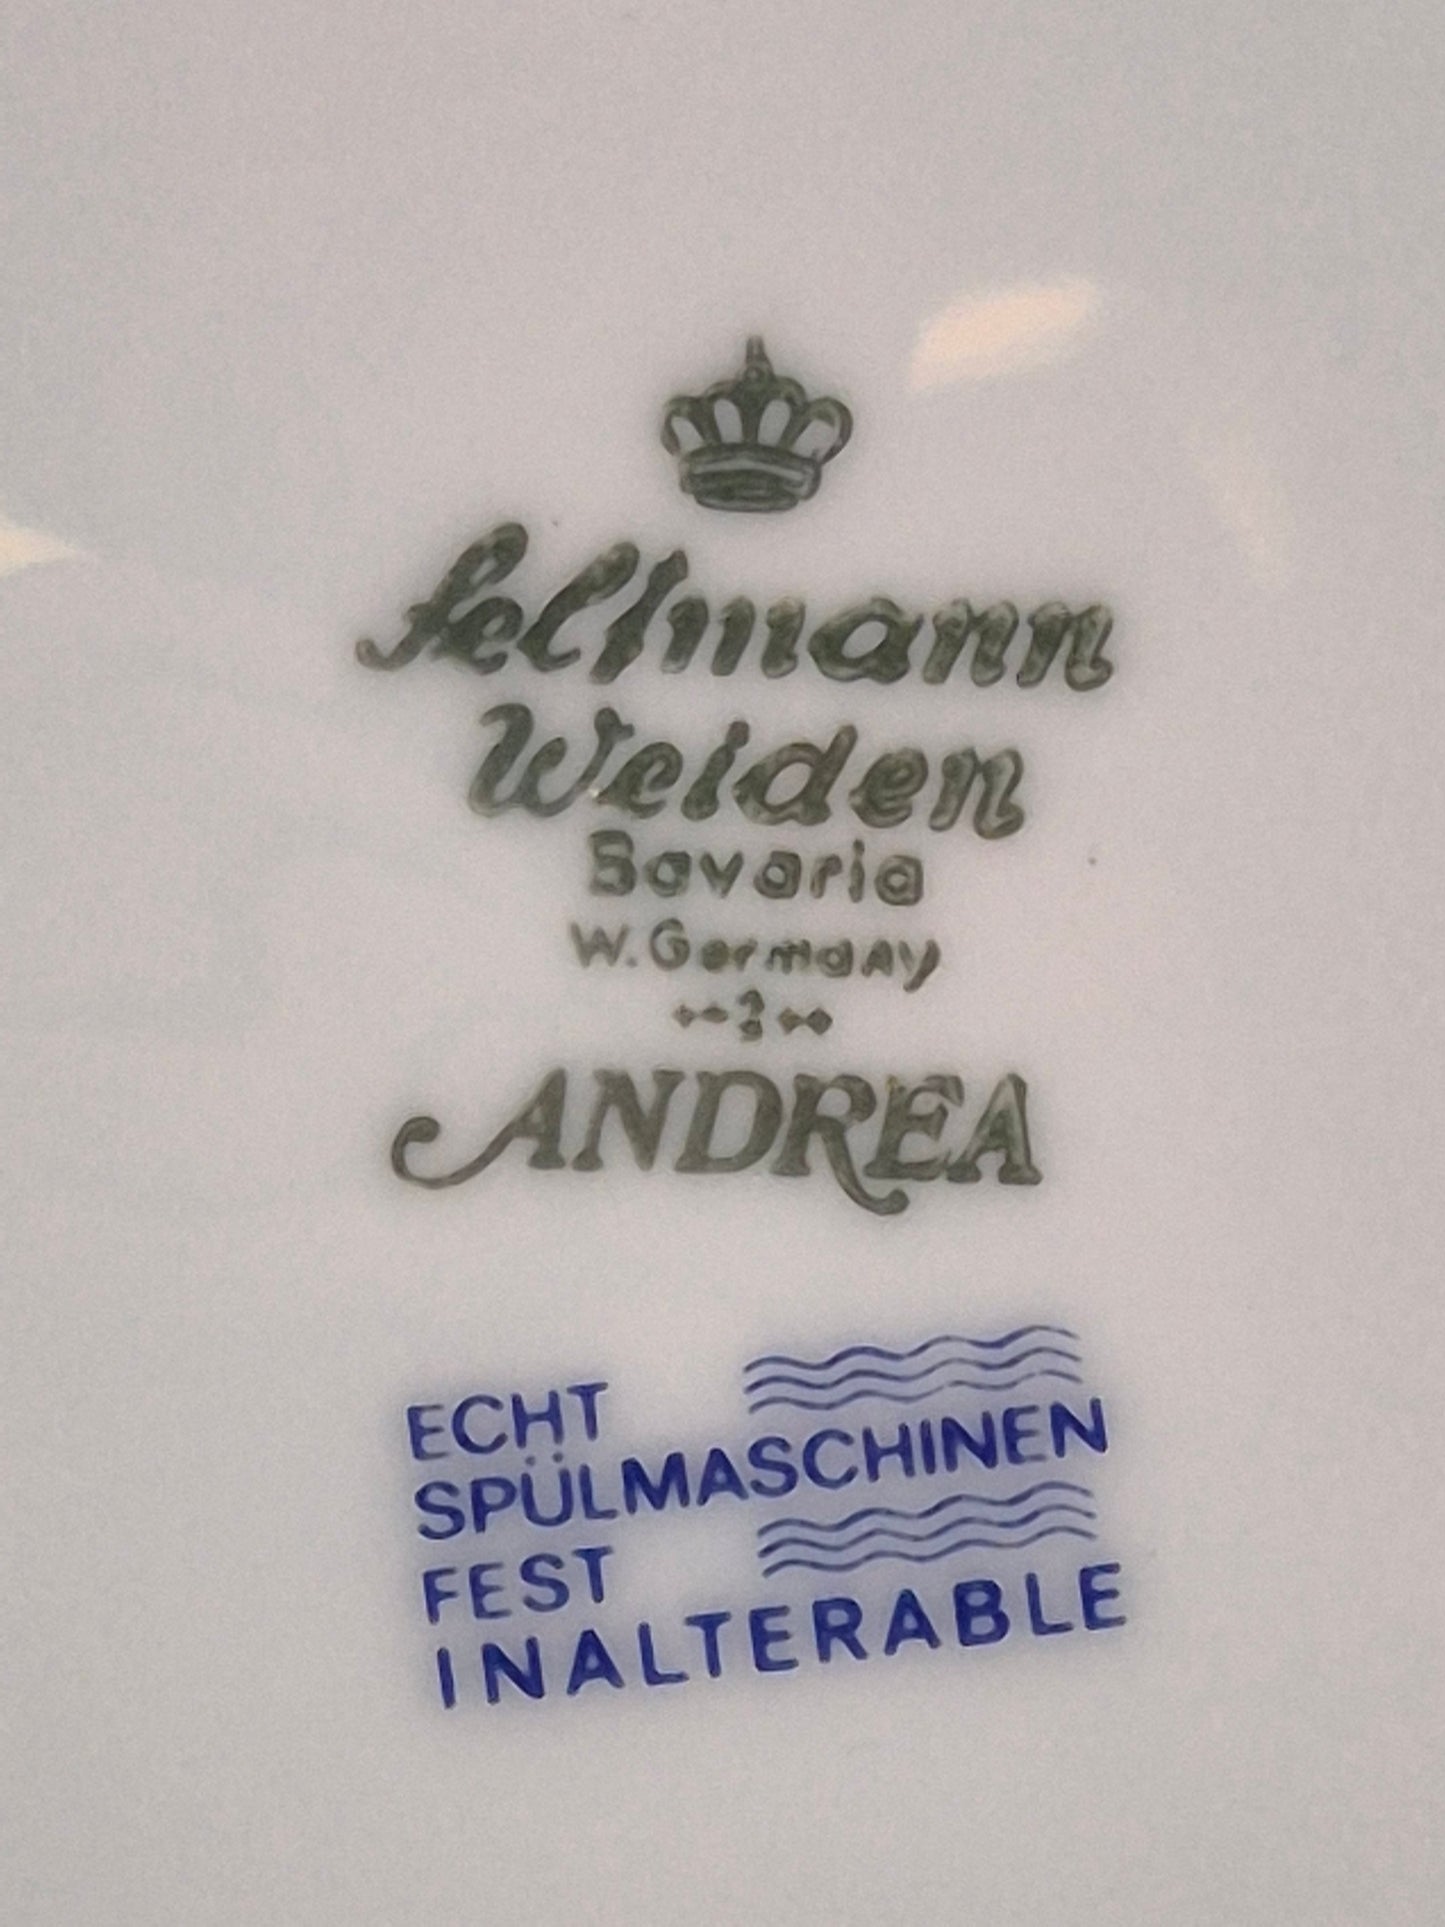 Seltmann
Weiden
Bavaria
W. Germany
ANDREA
ECHT
SPÜLMASCHINEN
FEST
INALTERABLE